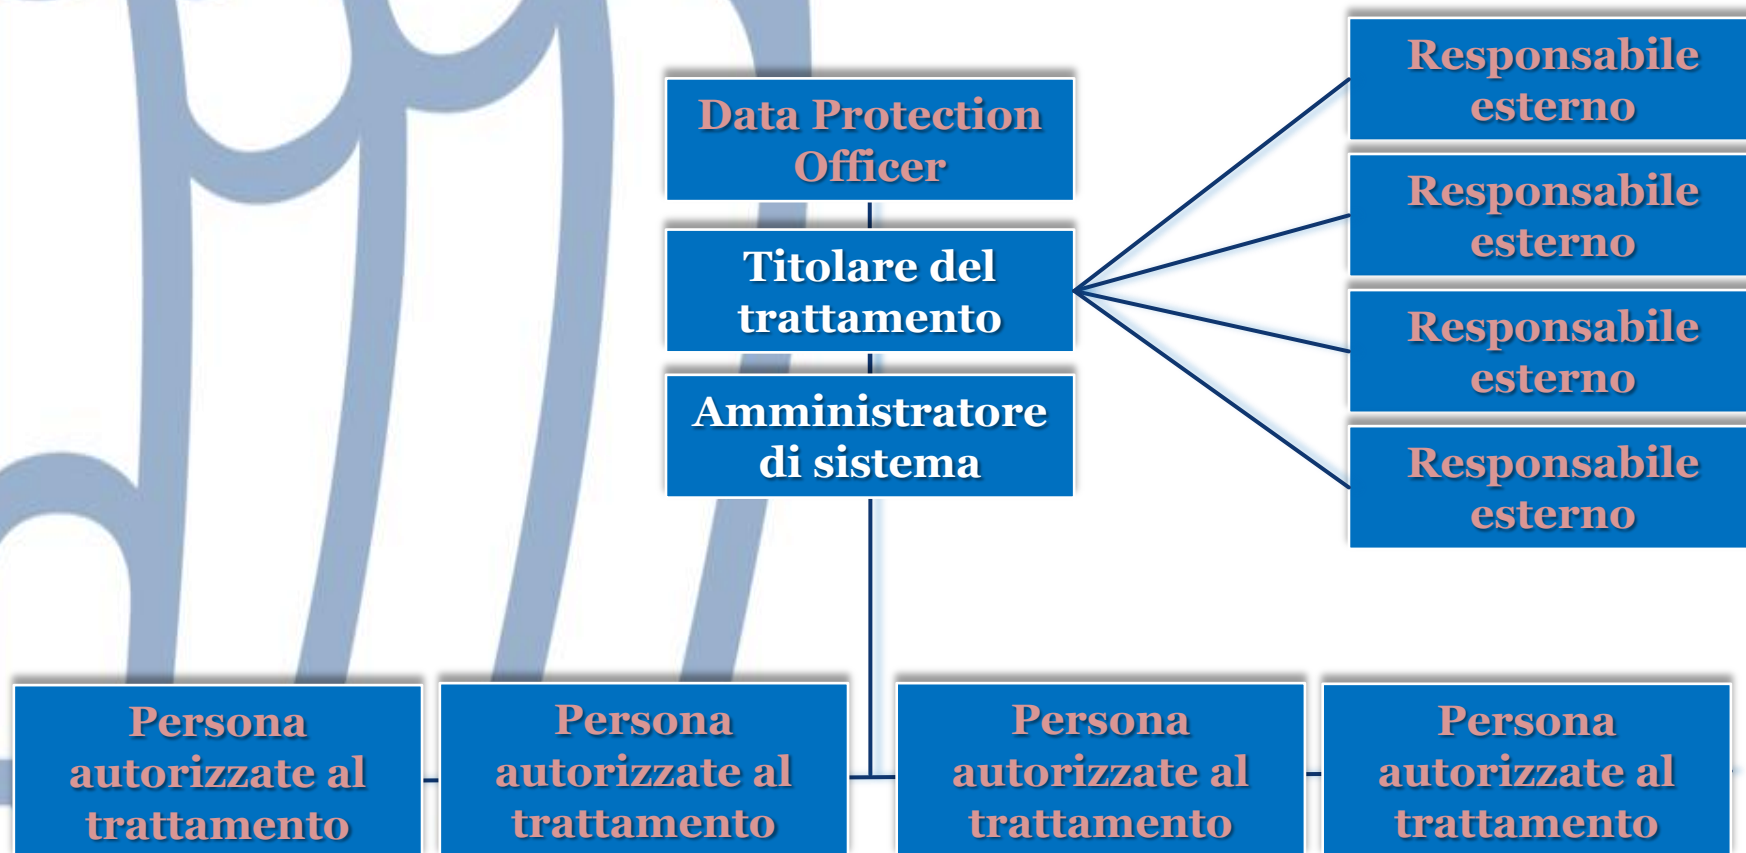 Data Protection
Officer
Titolare del
trattamento
Amministratore
di sistema
Responsabile
esterno
Responsabile
esterno
Responsabile
esterno
Responsabile
esterno
Persona
autorizzate al
trattamento
Persona
autorizzate al
trattamento
Persona
autorizzate al
trattamento
Persona
autorizzate al
trattamento